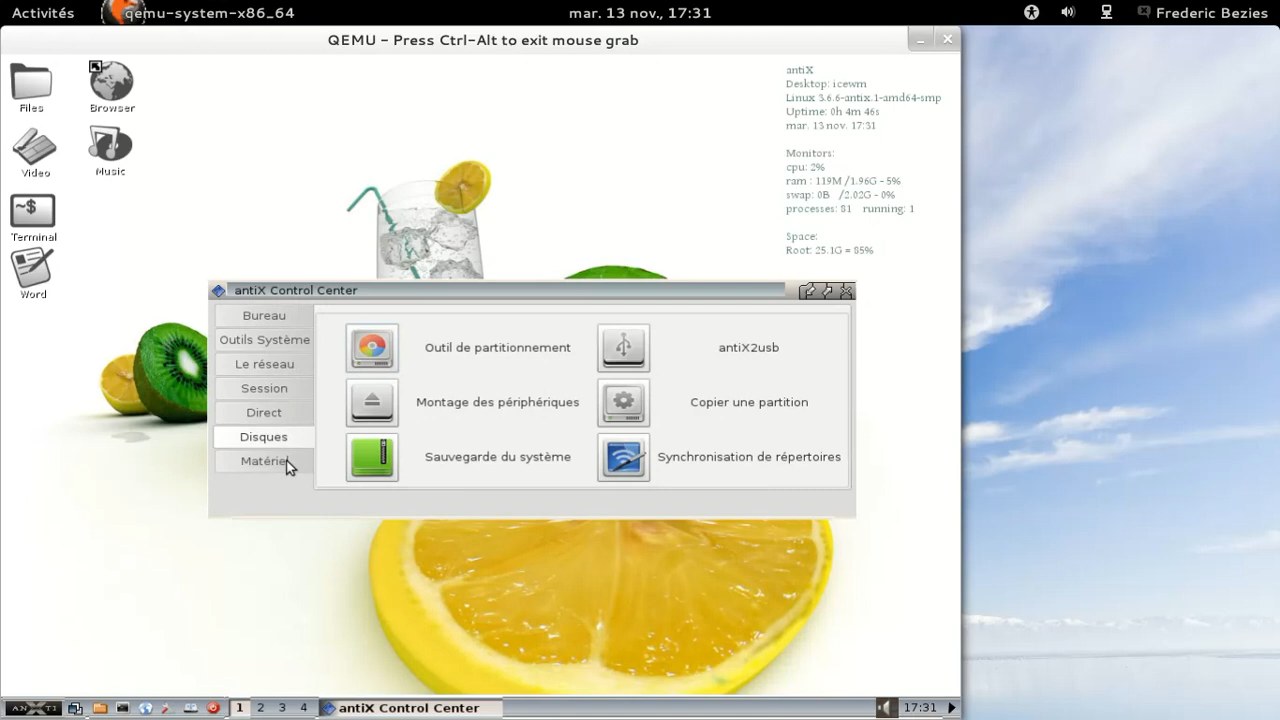 Activités qemu-system-x86_64 mar. 13 nov., 17:31 Frederic Bezies
QEMU - Press Ctrl-Alt to exit mouse grab
Files
Browser
Video
Music
~$
Terminal
Word
antiX
Desktop: icewm
Linux 3.6.6-antix.1-amd64-smp
Uptime: 0h 4m 46s
mar. 13 nov. 17:31
Monitors:
cpu: 2%
ram : 119M /1.96G - 5%
swap: 0B /2.02G - 0%
processes: 81 running: 1
Space:
Root: 25.1G = 85%
antiX Control Center
Bureau
Outils Système
Le réseau
Session
Direct
Disques
Matériel
Outil de partitionnement
antiX2usb
Montage des périphériques
Copier une partition
Sauvegarde du système
Synchronisation de répertoires
ANXTI 1 2 3 4 antiX Control Center 17:31